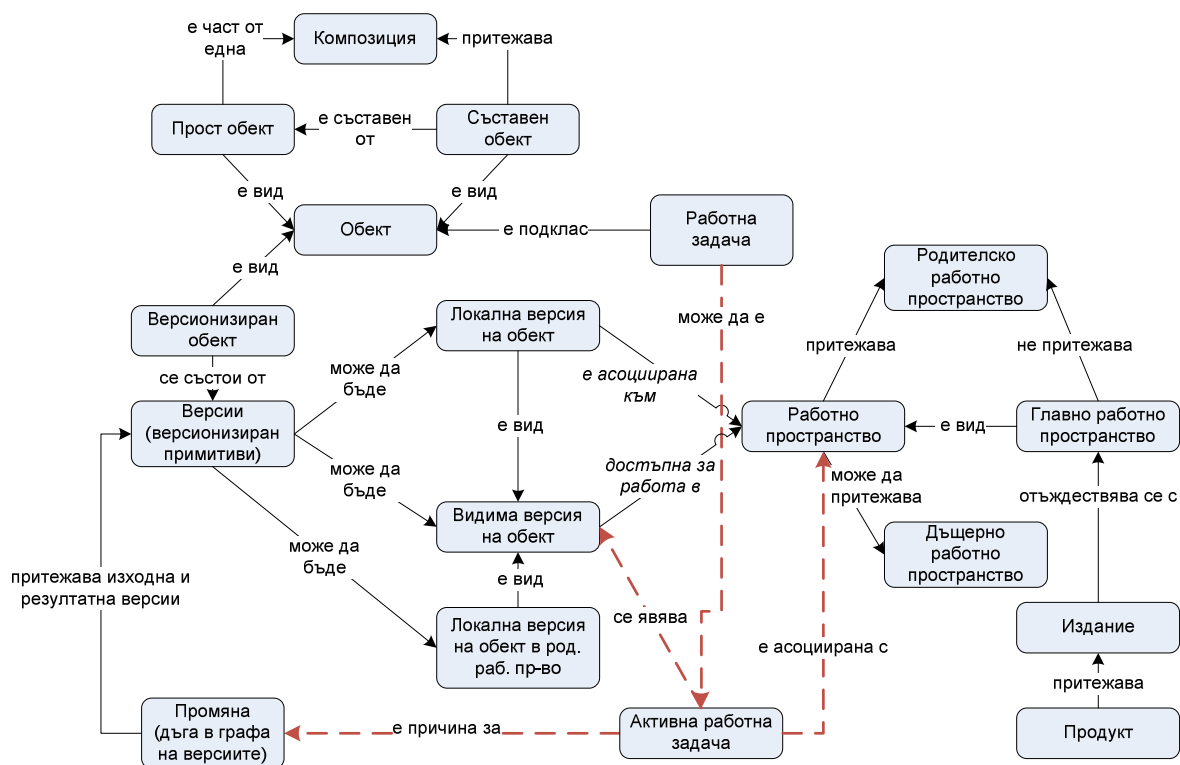 е част от
една
Композиция
притежава
Прост обект
е съставен
от
Съставен
обект
е вид
е вид
Обект
е подклас
Работна
задача
е вид
Родителско
работно
пространство
Версионизиран
обект
Локална версия
на обект
може да е
може да
бъде
притежава
не притежава
се състои от
е асоциирана
към
Версии
(версионизиран
примитиви)
е вид
Работно
пространство
е вид
Главно работно
пространство
може да
бъде
достъпна за
работа в
може да
притежава
отъждествява се с
Видима версия
на обект
Дъщерно
работно
пространство
може да
бъде
е вид
притежава изходна и
резултатна версии
Локална версия
на обект в род.
раб. пр-во
се явява
Издание
е асоциирана с
притежава
Промяна
(дъга в графа
на версиите)
е причина за
Активна работна
задача
Продукт